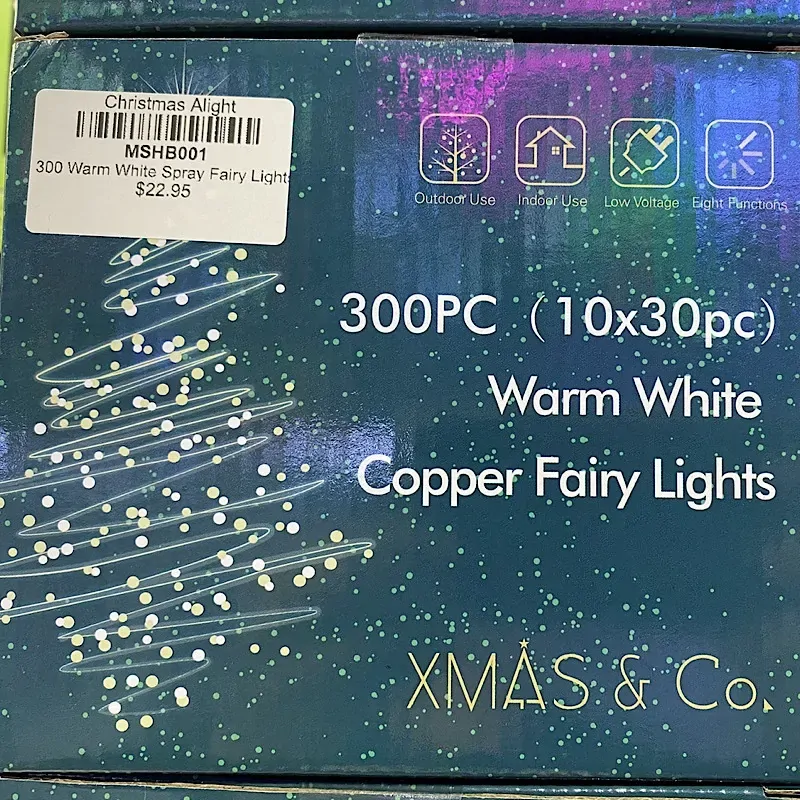 Christmas Alight
MSHB001
300 Warm White Spray Fairy Lights
$22.95
Outdoor Use
Indoor Use
Low Voltage
Eight Functions
300PC (10x30pc)
Warm White
Copper Fairy Lights
XMAS & Co.